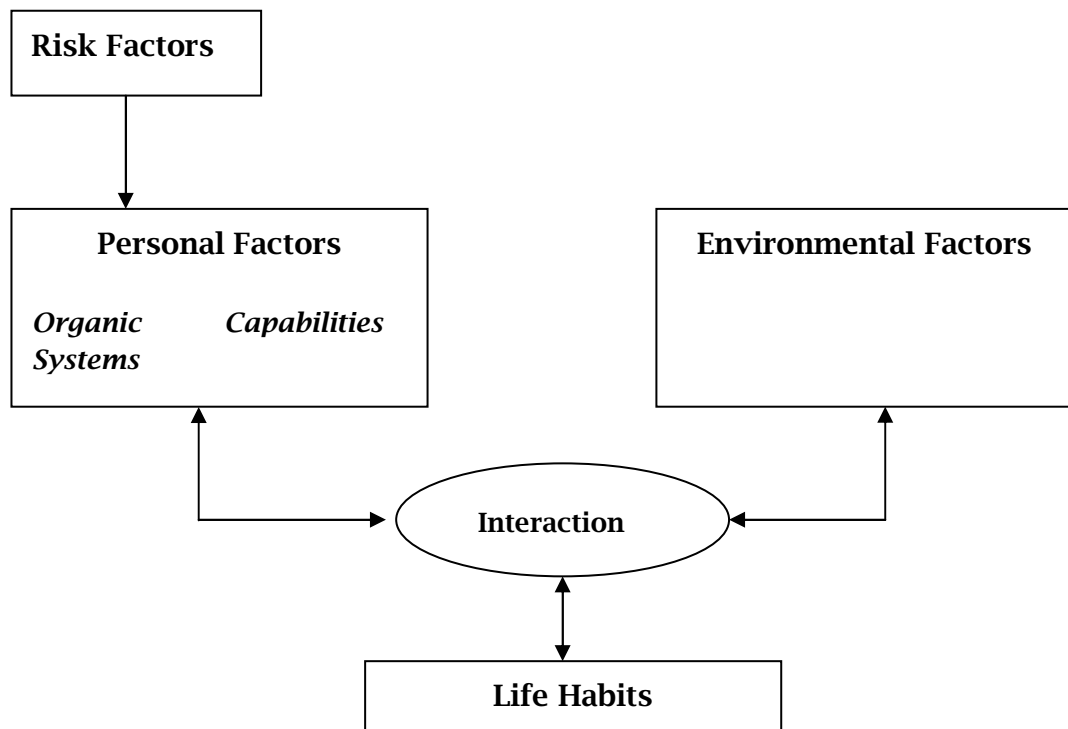 Risk Factors
Personal Factors
Organic Systems
Capabilities
Environmental Factors
Interaction
Life Habits